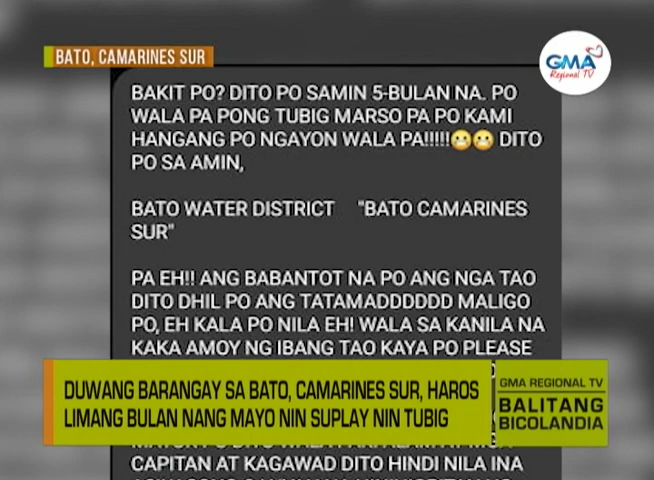 BATO, CAMARINES SUR
GMA
Regional TV
BAKIT PO? DITO PO SAMIN 5-BULAN NA. PO
WALA PA PONG TUBIG MARSO PA PO KAMI
HANGANG PO NGAYON WALA PA!!!!!😬😬 DITO
PO SA AMIN,
BATO WATER DISTRICT "BATO CAMARINES
SUR"
PA EH!! ANG BABANTOT NA PO ANG NGA TAO
DITO DHIL PO ANG TATAMADDDDDD MALIGO
PO, EH KALA PO NILA EH! WALA SA KANILA NA
KAKA AMOY NG IBANG TAO KAYA PO PLEASE
DUWANG BARANGAY SA BATO, CAMARINES SUR, HAROS
LIMANG BULAN NANG MAYO NIN SUPLAY NIN TUBIG
GMA REGIONAL TV
BALITANG
BICOLANDIA
CAPITAN AT KAGAWAD DITO HINDI NILA INA